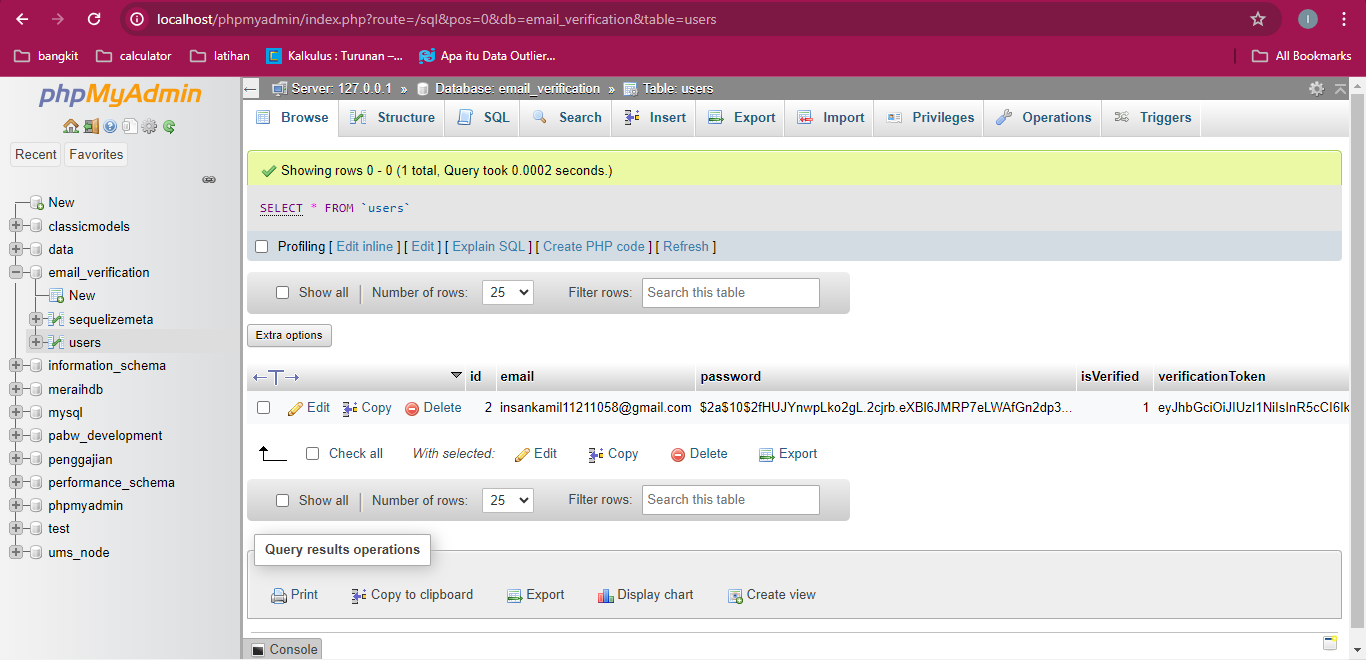 localhost/phpmyadmin/index.php?route=/sql&pos=0&db=email_verification&table=users
I
bangkit calculator latihan Kalkulus : Turunan –... Apa itu Data Outlier... All Bookmarks
phpMyAdmin
Recent Favorites
New
classicmodels
data
email_verification
New
sequelizemeta
users
information_schema
meraihdb
mysql
pabw_development
penggajian
performance_schema
phpmyadmin
test
ums_node
Server: 127.0.0.1 » Database: email_verification » Table: users
Browse Structure SQL Search Insert Export Import Privileges Operations Triggers
Showing rows 0 - 0 (1 total, Query took 0.0002 seconds.)
SELECT * FROM `users`
Profiling [ Edit inline ] [ Edit ] [ Explain SQL ] [ Create PHP code ] [ Refresh ]
Show all Number of rows: 25 Filter rows: Search this table
Extra options
←T→ id email password isVerified verificationToken
Edit Copy Delete 2 insankamil11211058@gmail.com $2a$10$2fHUJYnwpLko2gL.2cjrb.eXBI6JMRP7eLWAfGn2dp3... 1 eyJhbGciOiJIUzI1NiIsInR5cCI6Ik
Check all With selected: Edit Copy Delete Export
Show all Number of rows: 25 Filter rows: Search this table
Query results operations
Print Copy to clipboard Export Display chart Create view
Console